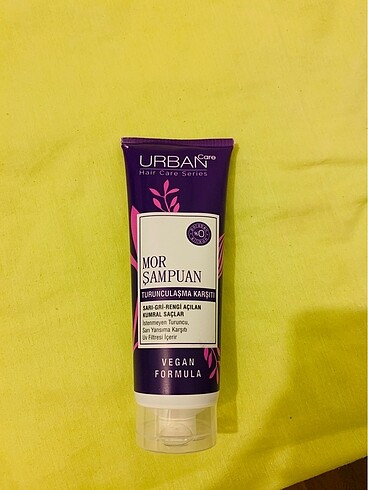 URBAN Care
Hair Care Series
%0
MOR
ŞAMPUAN
TURUNCULAŞMA KARŞITI
SARI-GRİ-RENGİ AÇILAN
KUMRAL SAÇLAR
İstenmeyen Turuncu,
Sarı Yansıma Karşıtı
Uv Filtresi İçerir
VEGAN
FORMULA